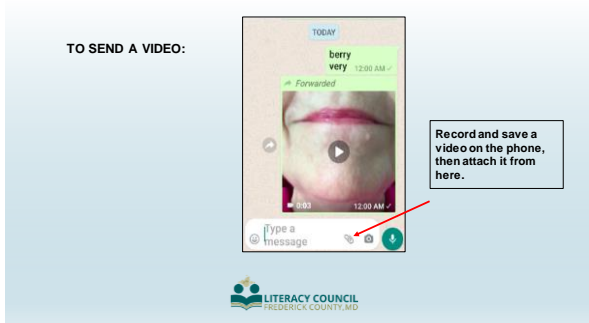 TO SEND A VIDEO:
TODAY
berry
very 12:00 AM
Forwarded
0:03 12:00 AM
Type a
message
Record and save a
video on the phone,
then attach it from
here.
LITERACY COUNCIL
FREDERICK COUNTY, MD